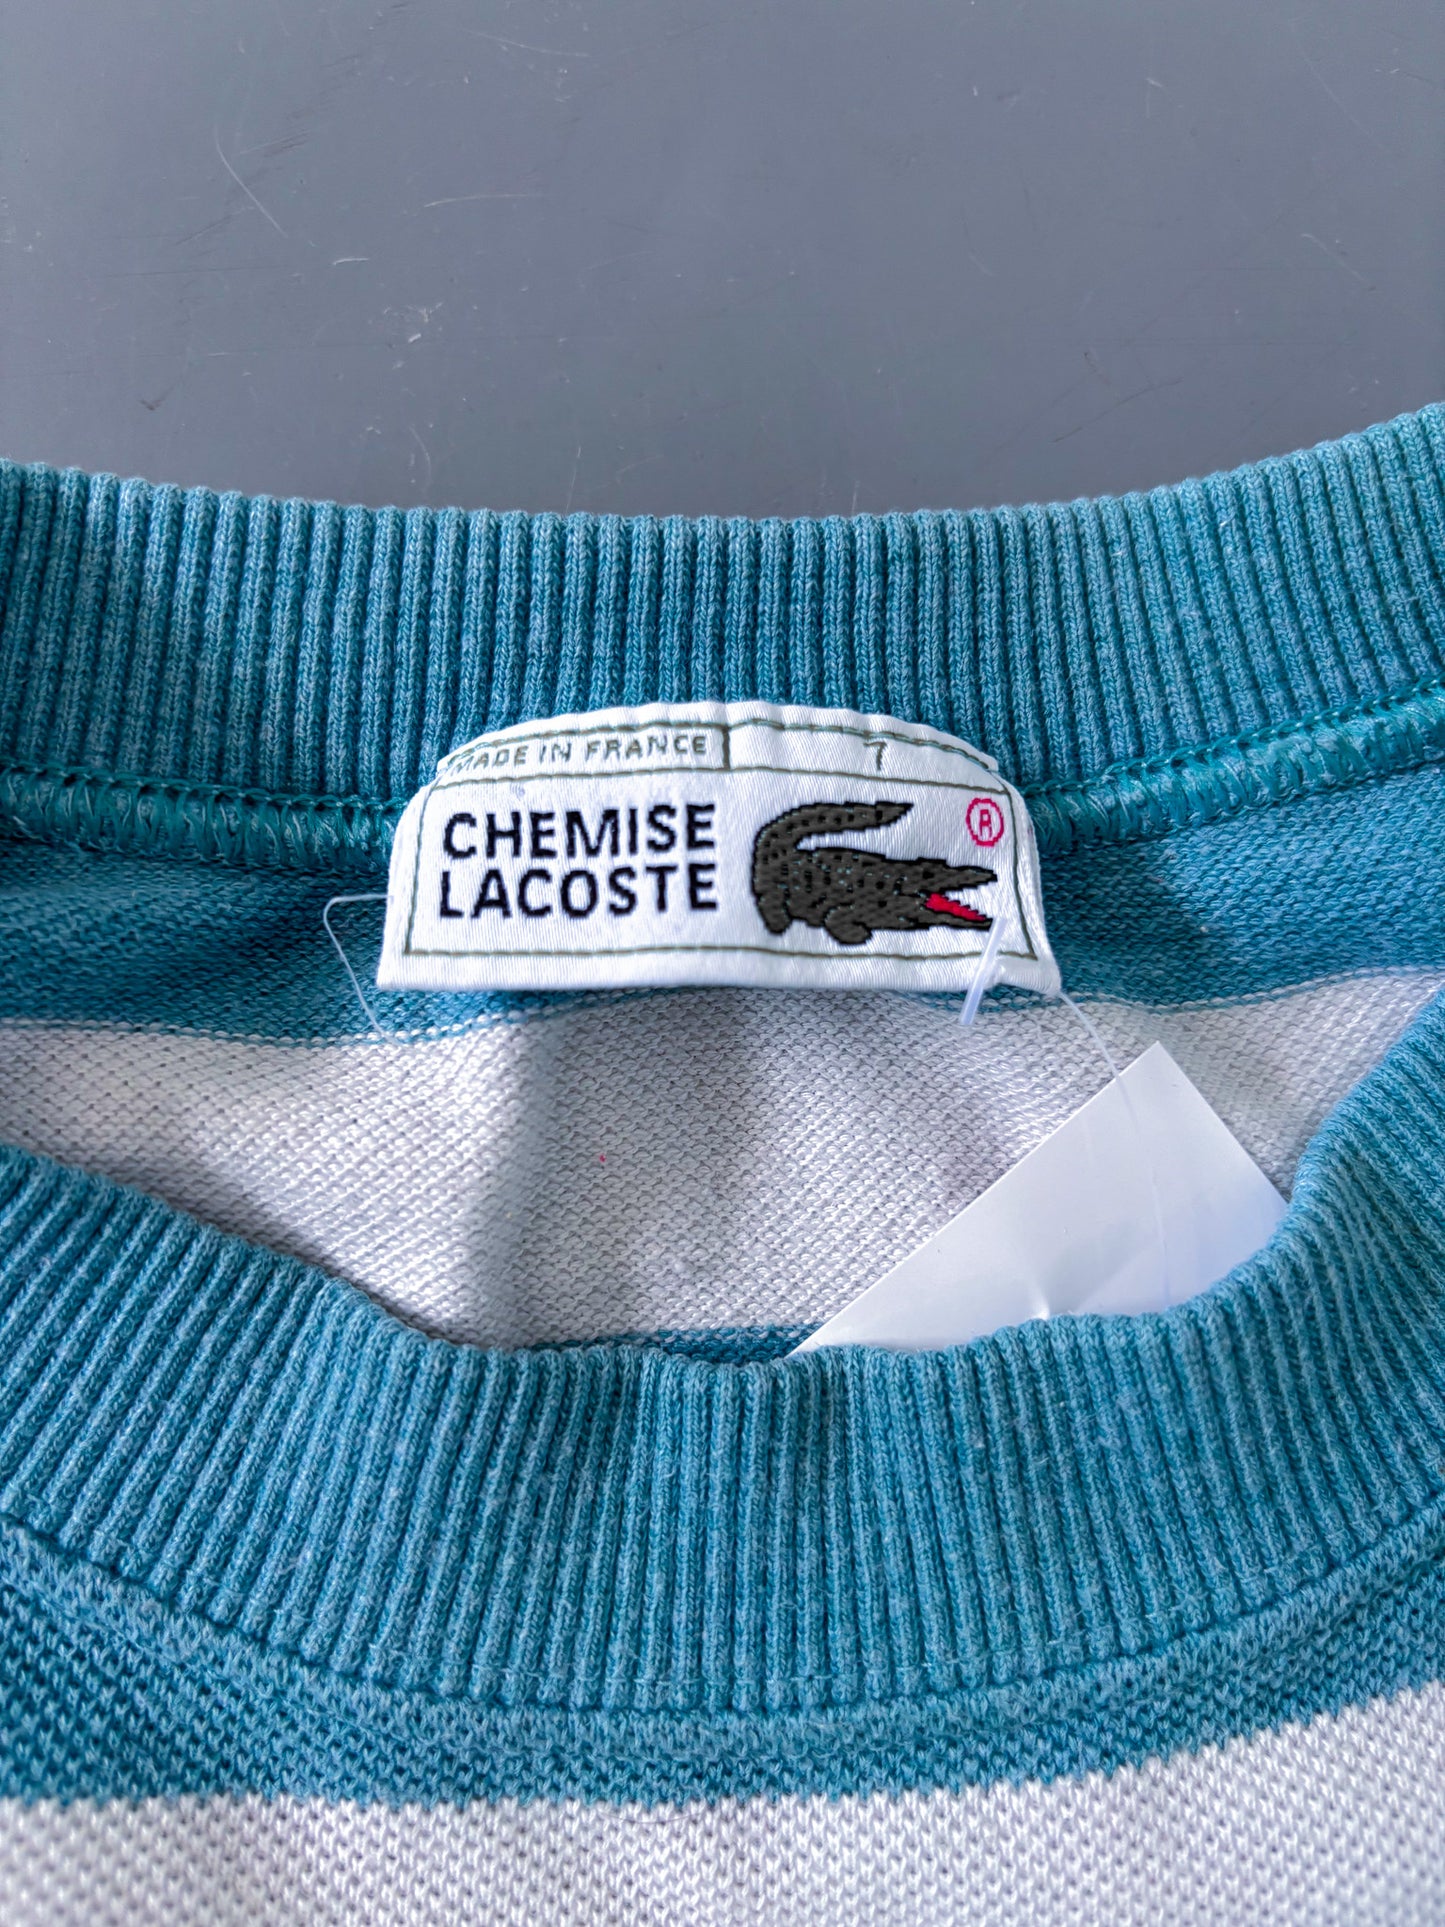 MADE IN FRANCE 7
CHEMISE
LACOSTE
®